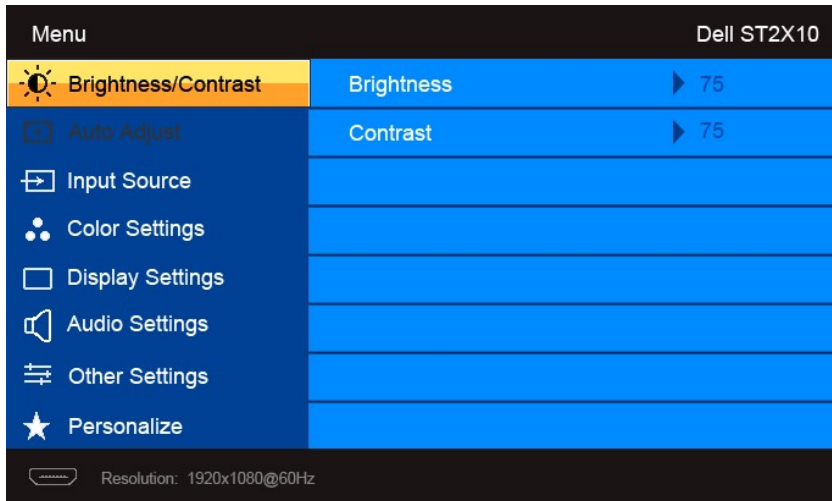 Menu Dell ST2X10
Brightness/Contrast Brightness 75
Auto Adjust Contrast 75
Input Source
Color Settings
Display Settings
Audio Settings
Other Settings
Personalize
Resolution: 1920x1080@60Hz